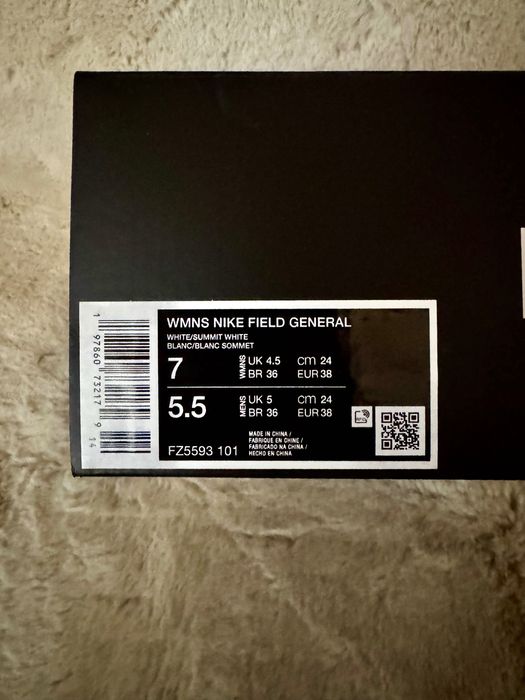 WMNS NIKE FIELD GENERAL
WHITE/SUMMIT WHITE
BLANC/BLANC SOMMET
7 WMNS UK 4.5 cm 24
BR 36 EUR 38
5.5 MENS UK 5 cm 24
BR 36 EUR 38
MADE IN CHINA /
FABRIQUE EN CHINE /
FABRICADO NA CHINA /
HECHO EN CHINA
FZ5593 101
1 97860 73217 9 14